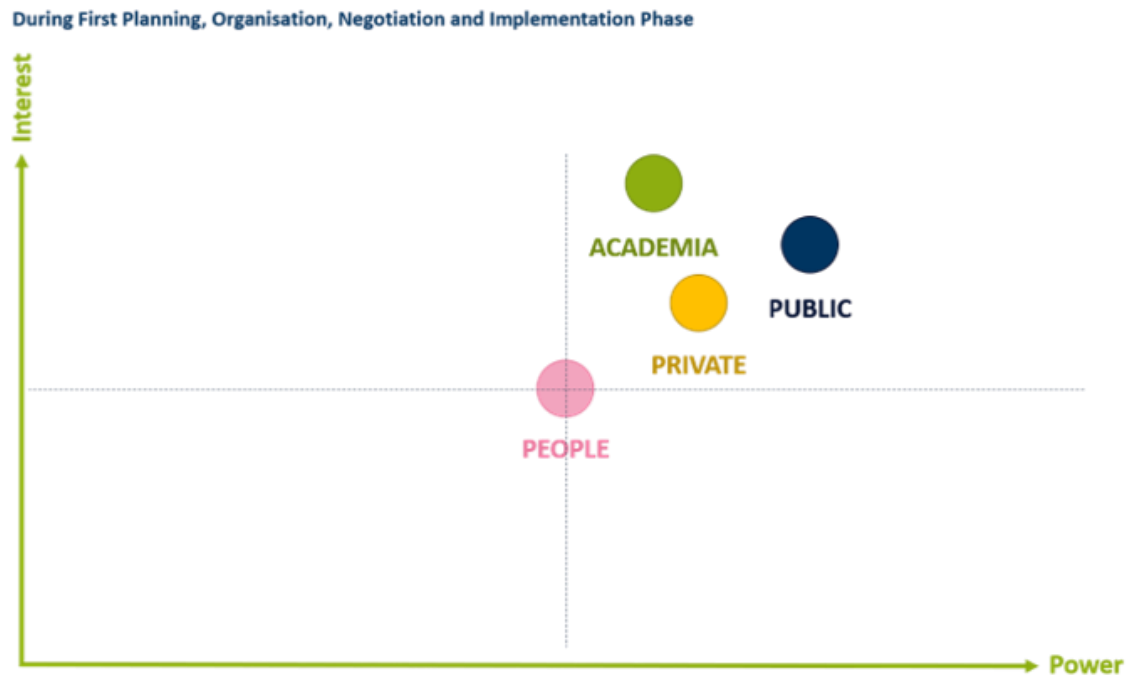 During First Planning, Organisation, Negotiation and Implementation Phase
Interest
ACADEMIA
PUBLIC
PRIVATE
PEOPLE
Power